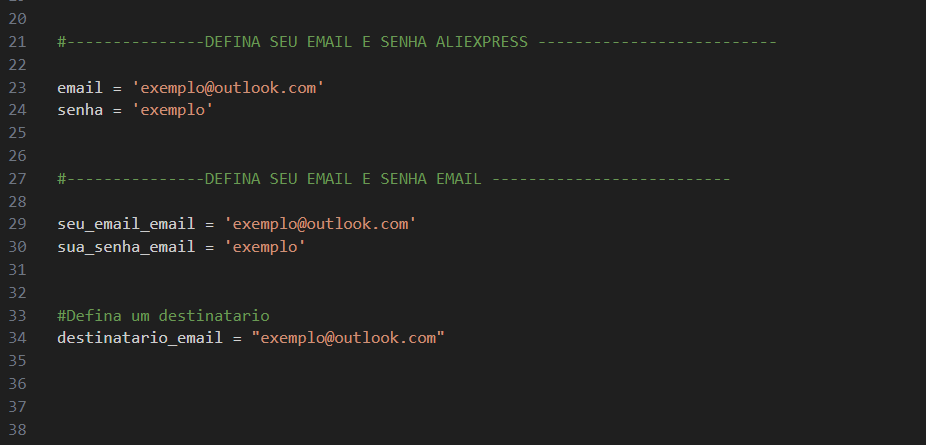 20
21 #---------------DEFINA SEU EMAIL E SENHA ALIEXPRESS --------------------------
22
23 email = 'exemplo@outlook.com'
24 senha = 'exemplo'
25
26
27 #---------------DEFINA SEU EMAIL E SENHA EMAIL --------------------------
28
29 seu_email_email = 'exemplo@outlook.com'
30 sua_senha_email = 'exemplo'
31
32
33 #Defina um destinatario
34 destinatario_email = "exemplo@outlook.com"
35
36
37
38